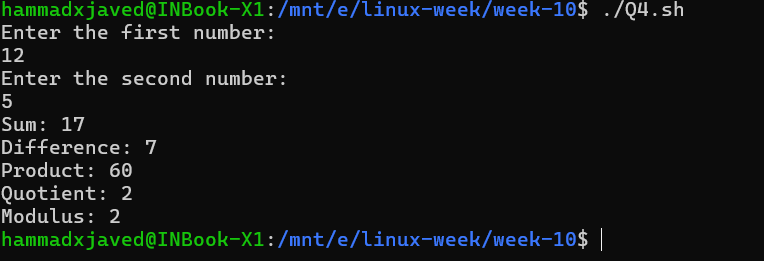 hammadxjaved@INBook-X1:/mnt/e/linux-week/week-10$ ./Q4.sh
Enter the first number:
12
Enter the second number:
5
Sum: 17
Difference: 7
Product: 60
Quotient: 2
Modulus: 2
hammadxjaved@INBook-X1:/mnt/e/linux-week/week-10$